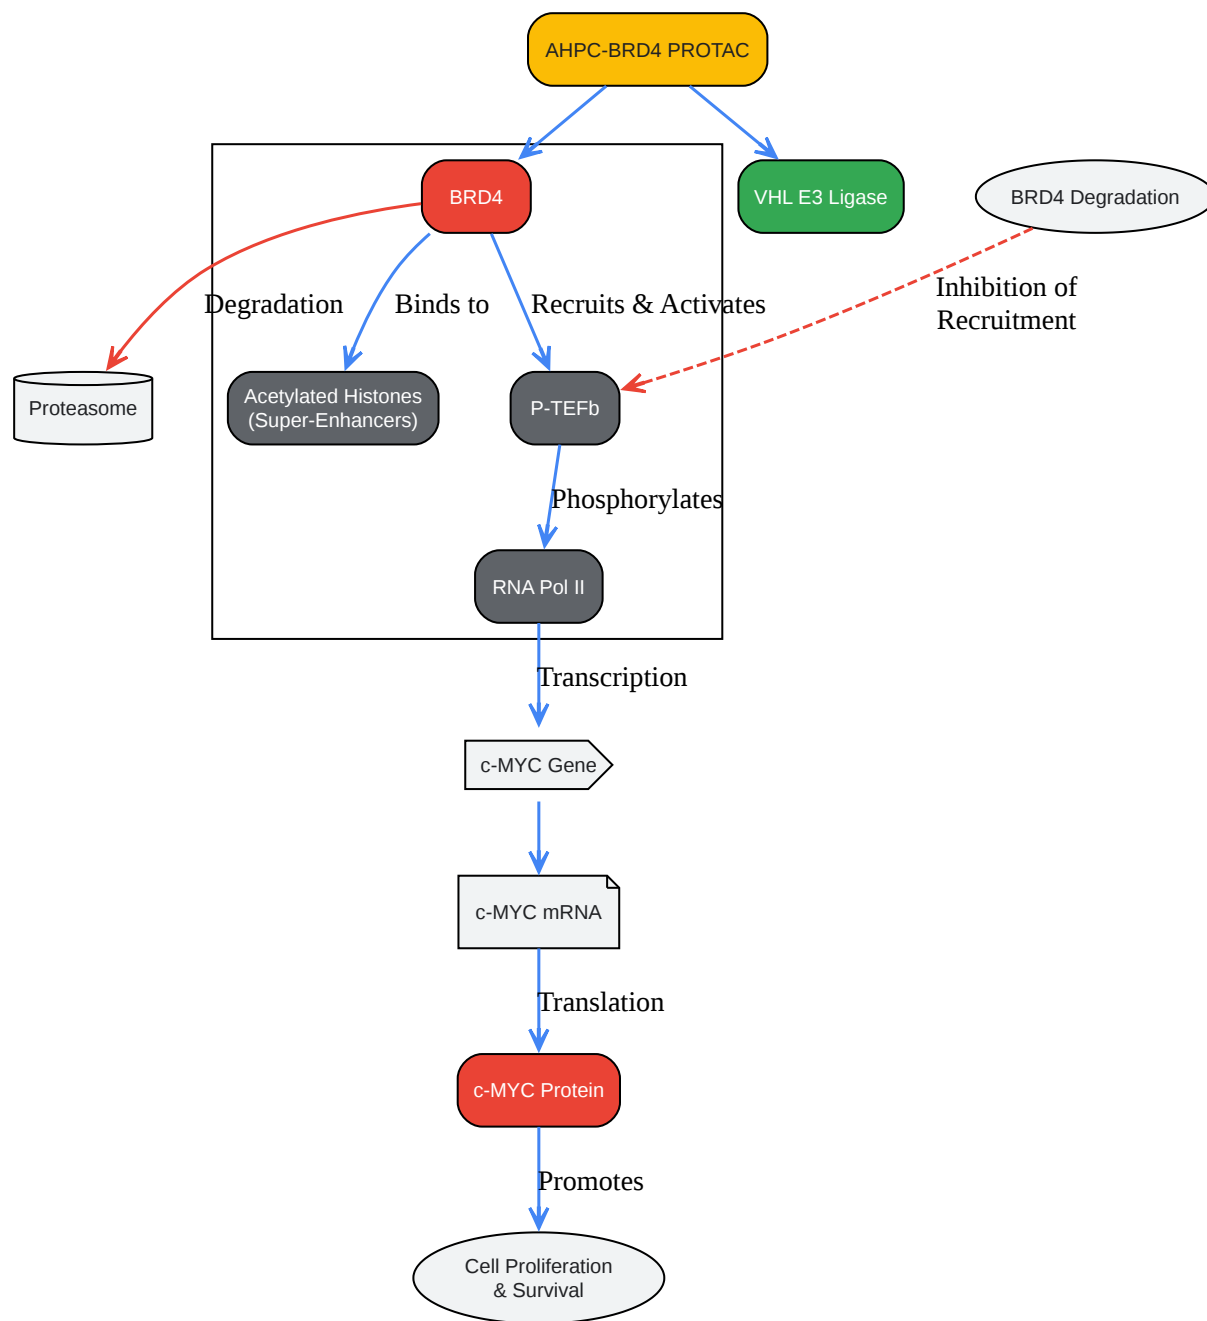 AHPC-BRD4 PROTAC
BRD4
VHL E3 Ligase
BRD4 Degradation
Degradation
Binds to
Recruits & Activates
Inhibition of
Recruitment
Proteasome
Acetylated Histones
(Super-Enhancers)
P-TEFb
Phosphorylates
RNA Pol II
Transcription
c-MYC Gene
c-MYC mRNA
Translation
c-MYC Protein
Promotes
Cell Proliferation
& Survival